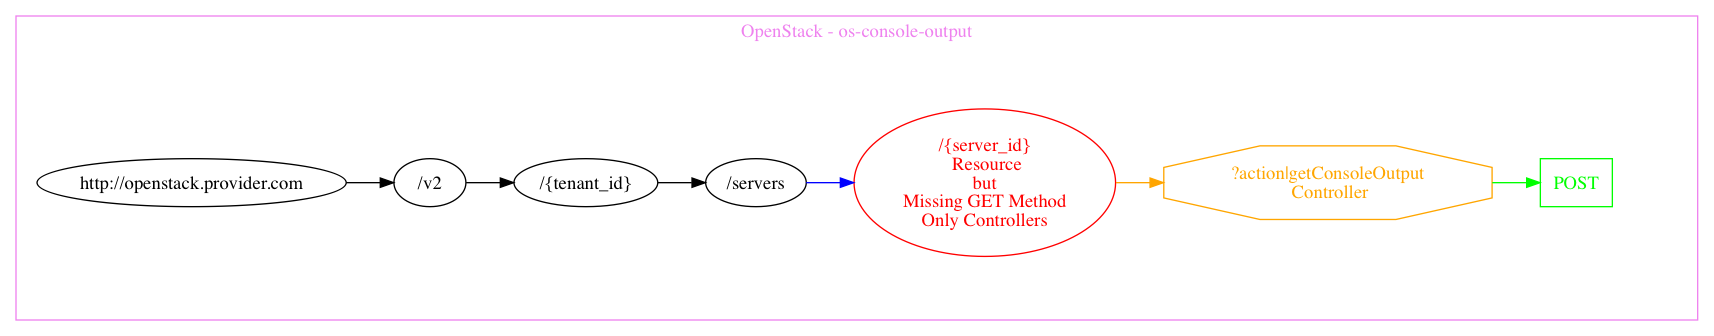 OpenStack - os-console-output
http://openstack.provider.com
/v2
/{tenant_id}
/servers
/{server_id}
Resource
but
Missing GET Method
Only Controllers
?action|getConsoleOutput
Controller
POST